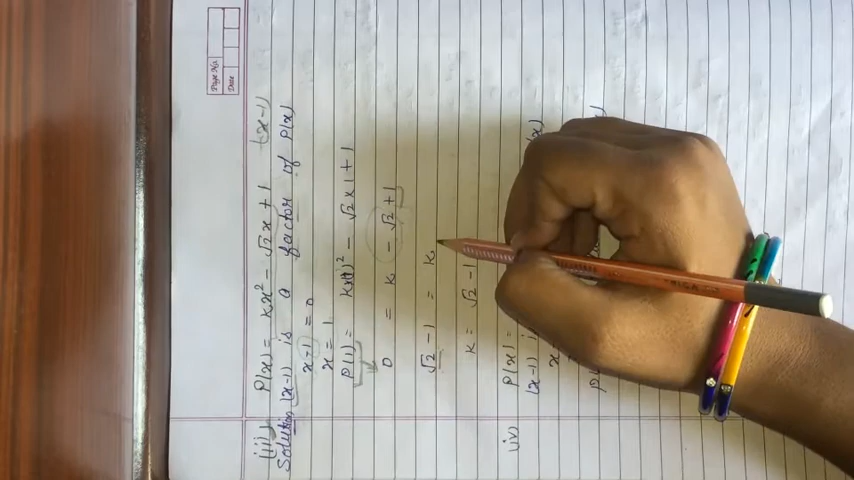 Page No.
Date
(iii) P(x) = kx² - √2x + 1 (x-1)
Solution (x-1) is a factor of P(x)
x-1 = 0
x = 1
P(1) = k(1)² - √2 x 1 + 1
0 = k - √2 + 1
√2 - 1 = k
k = √2 - 1
(iv) P(x) =
(x-1) i